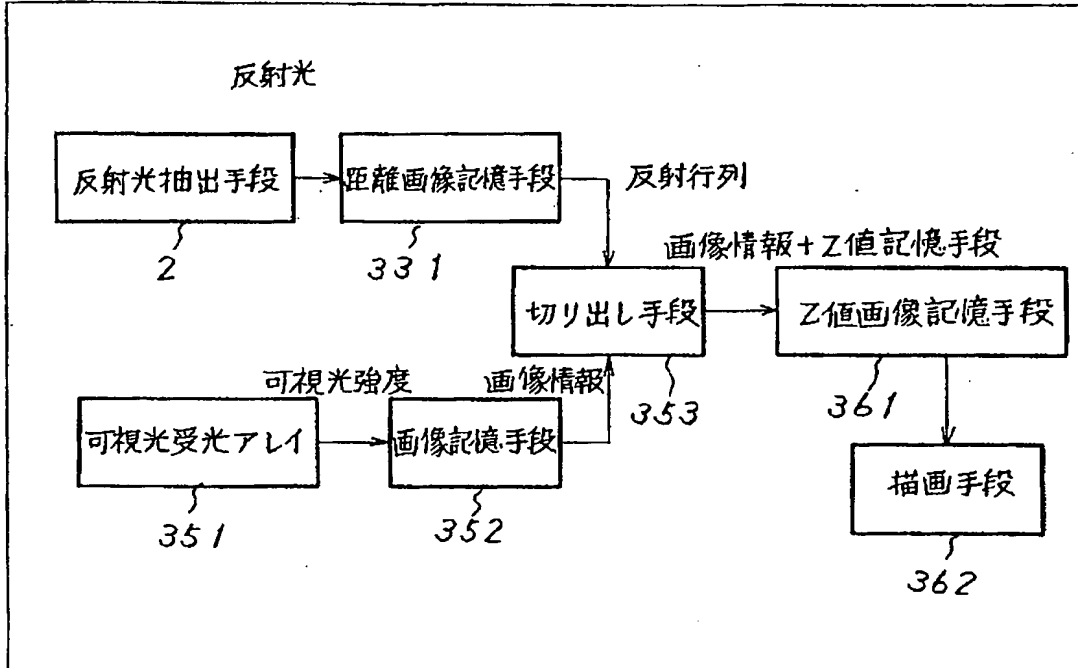 反射光
反射光抽出手段
距離画像記憶手段
反射行列
2
331
画像情報+Z値記憶手段
切り出し手段
Z値画像記憶手段
可視光強度
画像情報
353
361
可視光受光アレイ
画像記憶手段
描画手段
351
352
362